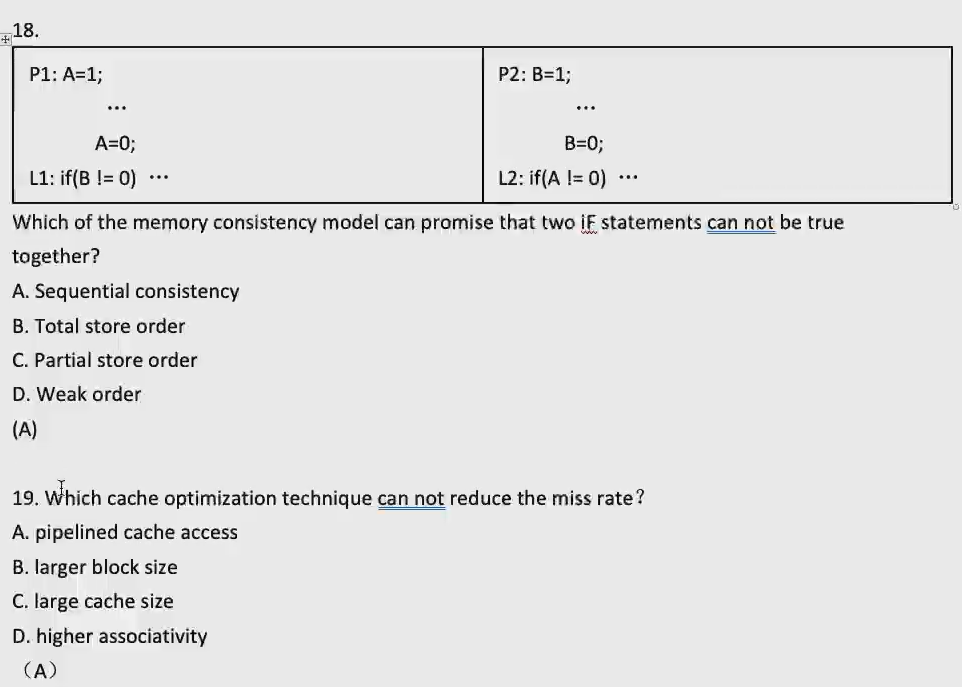 18.
P1: A=1;
P2: B=1;
...
...
A=0;
B=0;
L1: if(B != 0) ...
L2: if(A != 0) ...
Which of the memory consistency model can promise that two iF statements can not be true
together?
A. Sequential consistency
B. Total store order
C. Partial store order
D. Weak order
(A)
19. Which cache optimization technique can not reduce the miss rate?
A. pipelined cache access
B. larger block size
C. large cache size
D. higher associativity
（A）